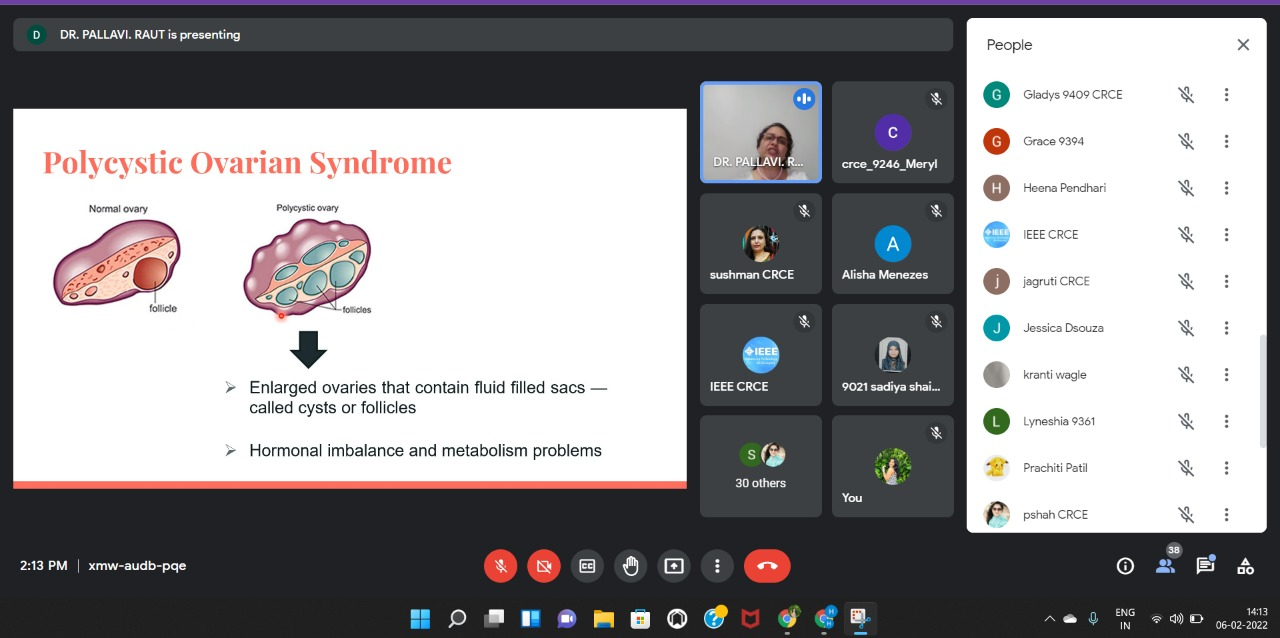 D
DR. PALLAVI. RAUT is presenting
Polycystic Ovarian Syndrome
Normal ovary
Polycystic ovary
follicle
follicles
Enlarged ovaries that contain fluid filled sacs —
called cysts or follicles
Hormonal imbalance and metabolism problems
DR. PALLAVI. R...
C
crce_9246_Meryl
sushman CRCE
A
Alisha Menezes
IEEE
IEEE CRCE
9021 sadiya shai...
S
30 others
You
People
G
Gladys 9409 CRCE
G
Grace 9394
H
Heena Pendhari
IEEE
IEEE CRCE
j
jagruti CRCE
J
Jessica Dsouza
kranti wagle
L
Lyneshia 9361
Prachiti Patil
pshah CRCE
2:13 PM | xmw-audb-pqe
CC
38
ENG
IN
14:13
06-02-2022